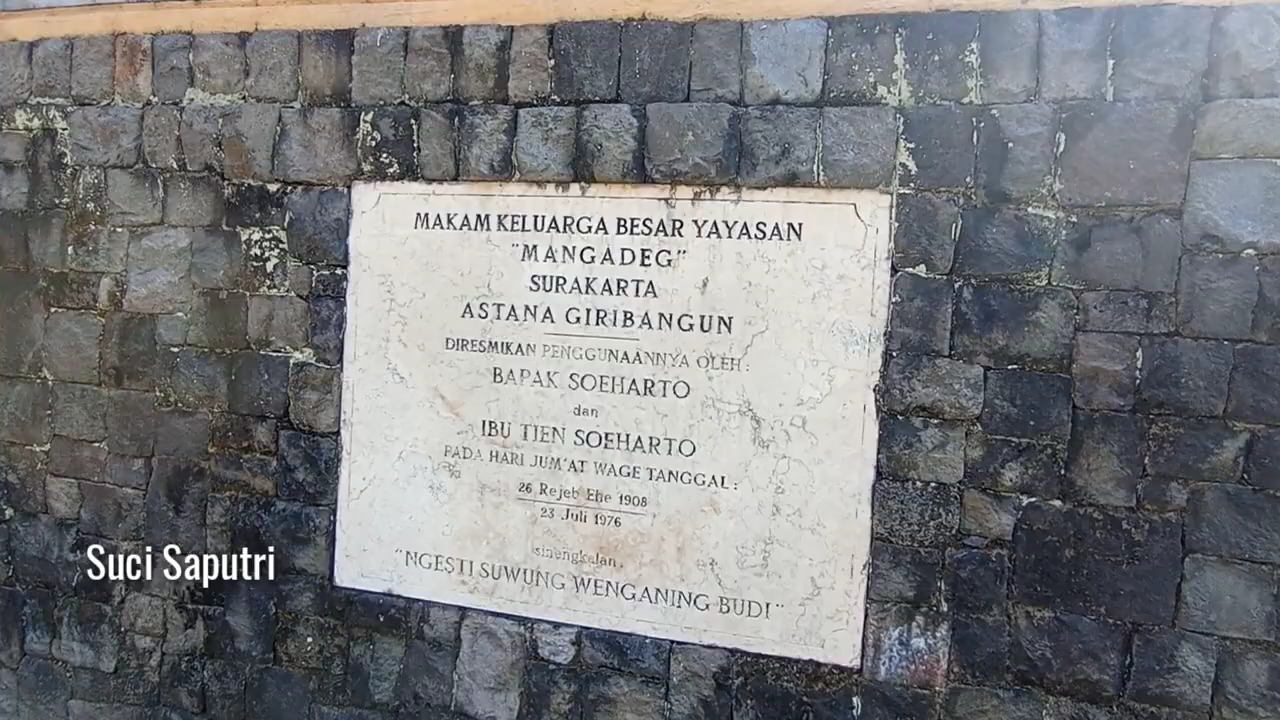 MAKAM KELUARGA BESAR YAYASAN
"MANGADEG"
SURAKARTA
ASTANA GIRIBANGUN
DIRESMIKAN PENGGUNAANNYA OLEH :
BAPAK SOEHARTO
dan
IBU TIEN SOEHARTO
PADA HARI JUM'AT WAGE TANGGAL :
26 Rejeb Ehe 1908
23 Juli 1976
sinengkalan .
"NGESTI SUWUNG WENGANING BUDI"
Suci Saputri